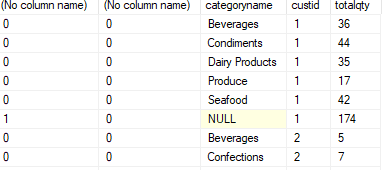 (No column name) (No column name) categoryname custid totalqty
0 0 Beverages 1 36
0 0 Condiments 1 44
0 0 Dairy Products 1 35
0 0 Produce 1 17
0 0 Seafood 1 42
1 0 NULL 1 174
0 0 Beverages 2 5
0 0 Confections 2 7